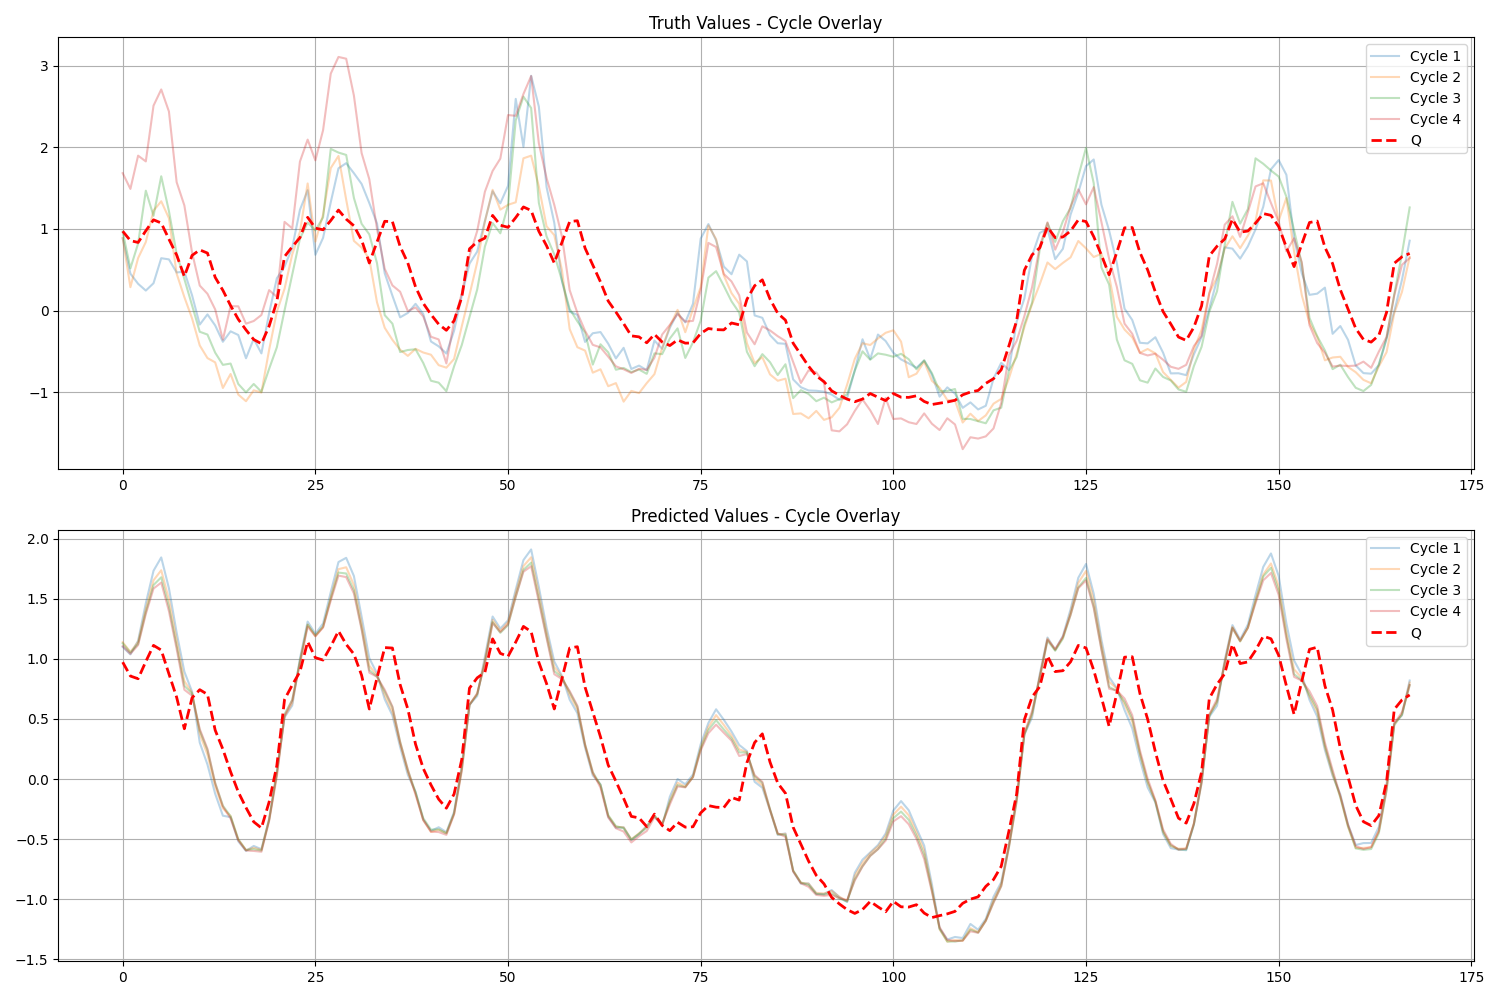 Truth Values - Cycle Overlay
3
2
1
0
−1
Cycle 1
Cycle 2
Cycle 3
Cycle 4
Q
0 25 50 75 100 125 150 175
Predicted Values - Cycle Overlay
2.0
1.5
1.0
0.5
0.0
−0.5
−1.0
−1.5
Cycle 1
Cycle 2
Cycle 3
Cycle 4
Q
0 25 50 75 100 125 150 175